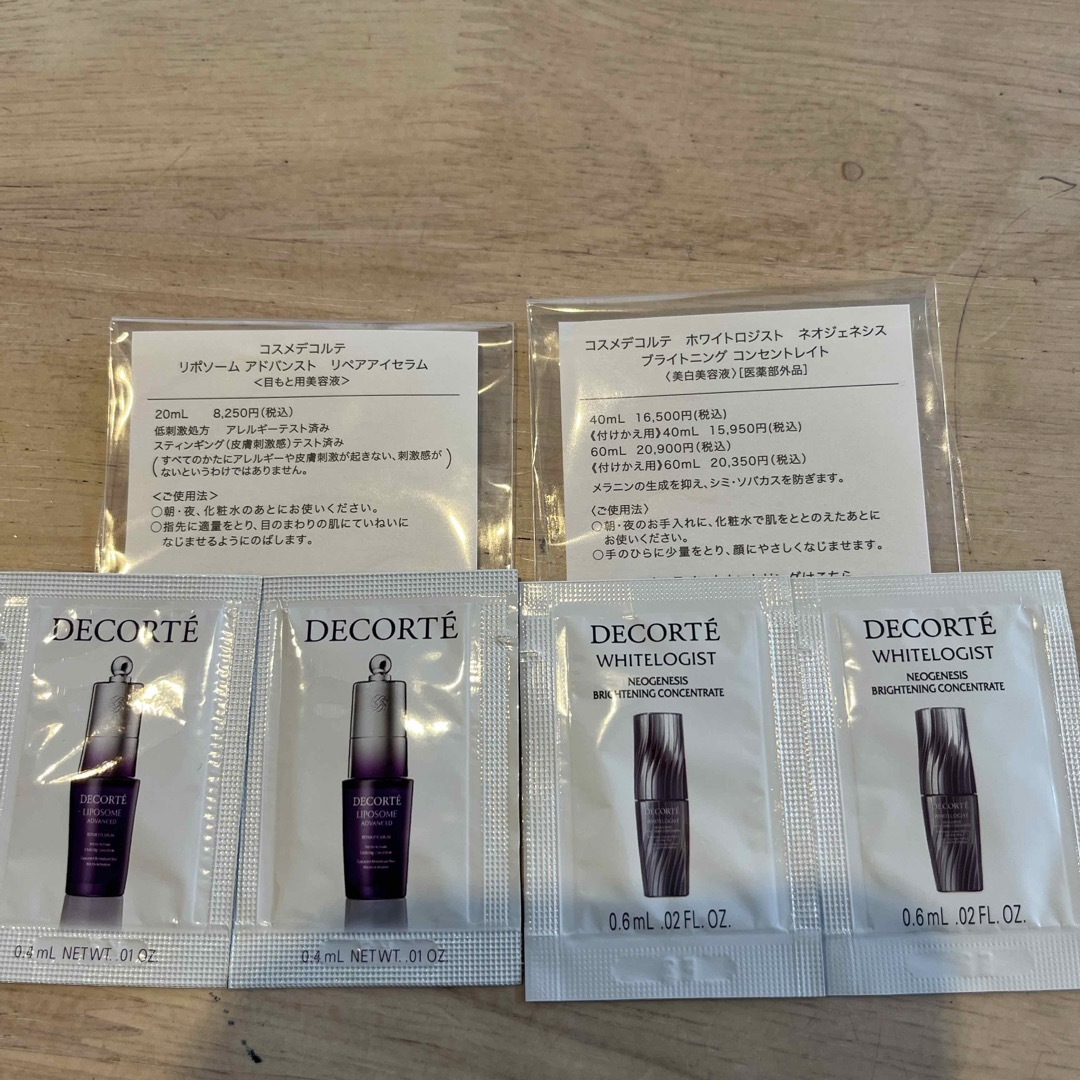 コスメデコルテ
リポソーム アドバンスト リペアアイセラム
＜目もと用美容液＞
20mL 8,250円(税込)
低刺激処方 アレルギーテスト済み
スティンギング(皮膚刺激感)テスト済み
(すべてのかたにアレルギーや皮膚刺激が起きない、刺激感が
ないというわけではありません。)
＜ご使用法＞
○朝・夜、化粧水のあとにお使いください。
○指先に適量をとり、目のまわりの肌にていねいに
なじませるようにのばします。
コスメデコルテ ホワイトロジスト ネオジェネシス
ブライトニング コンセントレイト
〈美白美容液〉[医薬部外品]
40mL 16,500円(税込)
《付けかえ用》40mL 15,950円(税込)
60mL 20,900円(税込)
《付けかえ用》60mL 20,350円(税込)
メラニンの生成を抑え、シミ・ソバカスを防ぎます。
〈ご使用法〉
○朝・夜のお手入れに、化粧水で肌をととのえたあとに
お使いください。
○手のひらに少量をとり、顔にやさしくなじませます。
DECORTÉ
DECORTÉ
LIPOSOME
ADVANCED
0.4mL NETWT. .01 OZ.
DECORTÉ
DECORTÉ
LIPOSOME
ADVANCED
0.4mL NETWT. .01 OZ.
DECORTÉ
WHITELOGIST
NEOGENESIS
BRIGHTENING CONCENTRATE
DECORTÉ
WHITELOGIST
0.6mL .02 FL. OZ.
DECORTÉ
WHITELOGIST
NEOGENESIS
BRIGHTENING CONCENTRATE
DECORTÉ
WHITELOGIST
0.6mL .02 FL. OZ.